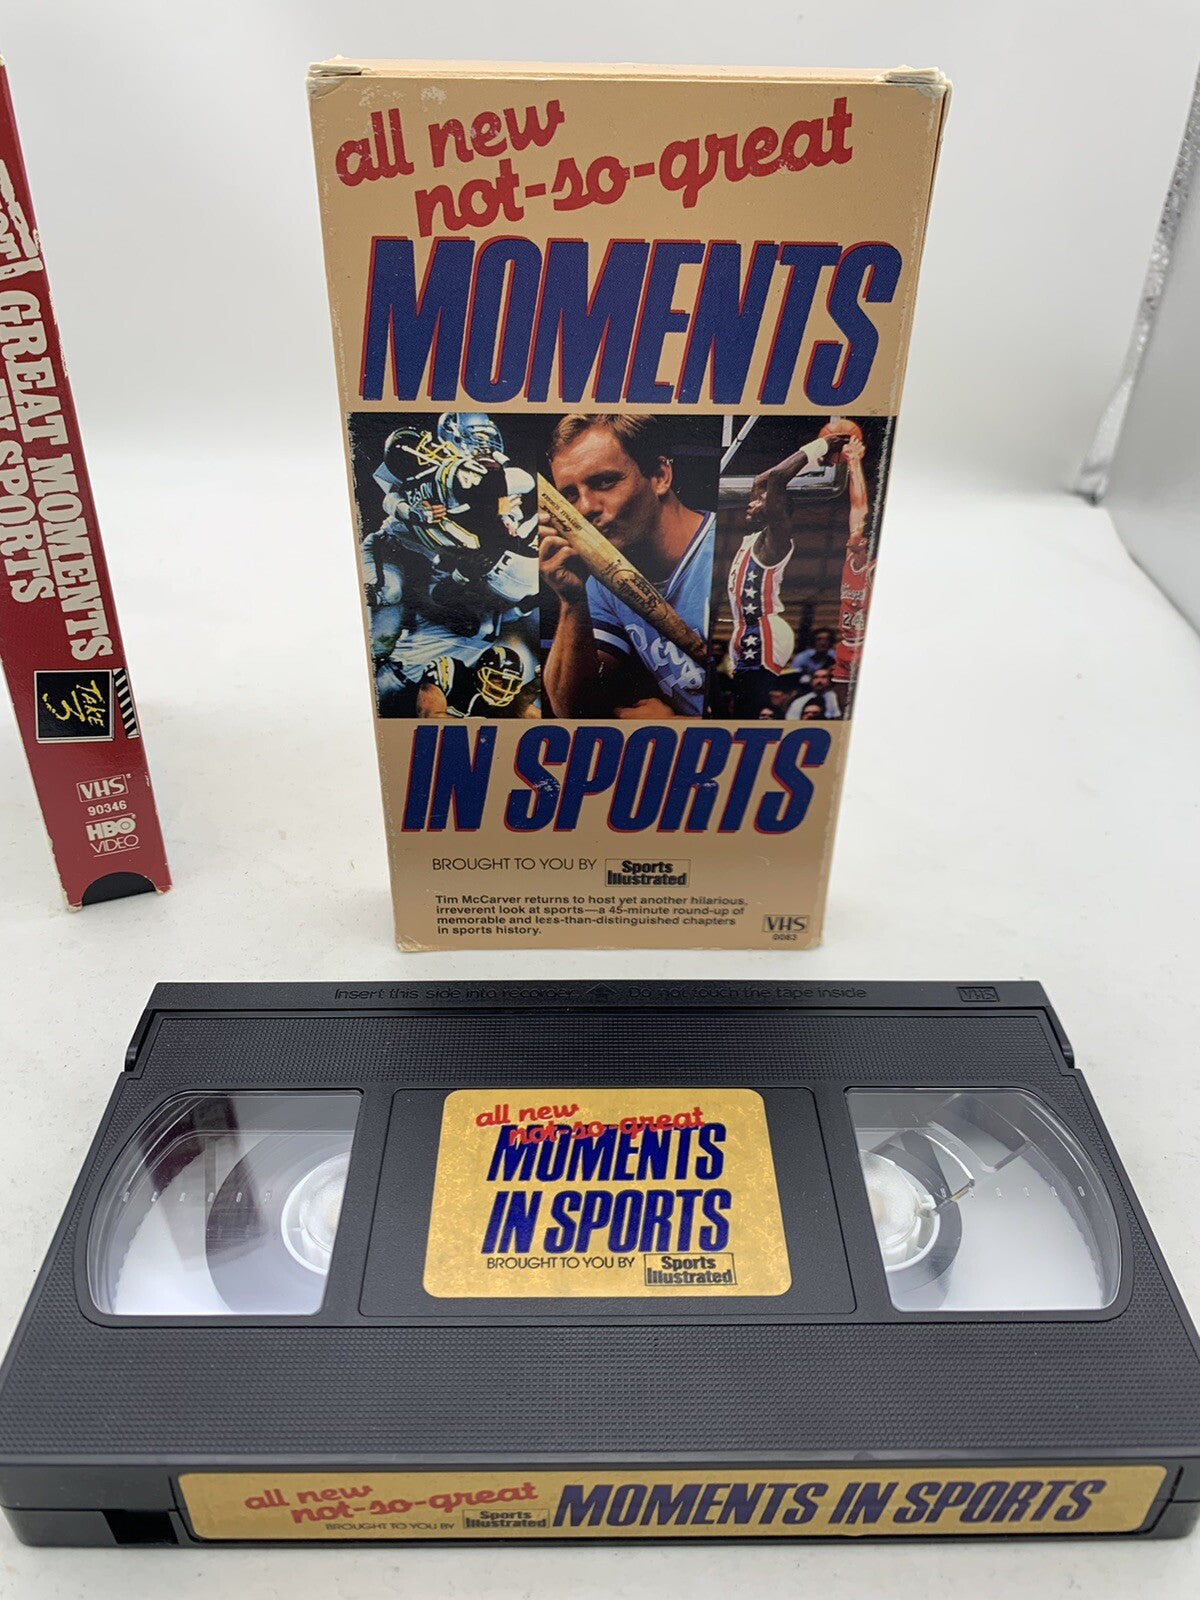 GREAT MOMENTS
IN SPORTS
TAKE
3
VHS
90346
HBO
VIDEO
all new
not-so-great
MOMENTS
IN SPORTS
BROUGHT TO YOU BY Sports Illustrated
Tim McCarver returns to host yet another hilarious,
irreverent look at sports—a 45-minute round-up of
memorable and less-than-distinguished chapters
in sports history.
VHS
0083
Insert this side into recorder Do not touch the tape inside VHS
all new
not-so-great
MOMENTS
IN SPORTS
BROUGHT TO YOU BY Sports Illustrated
all new
not-so-great
BROUGHT TO YOU BY Sports Illustrated
MOMENTS IN SPORTS